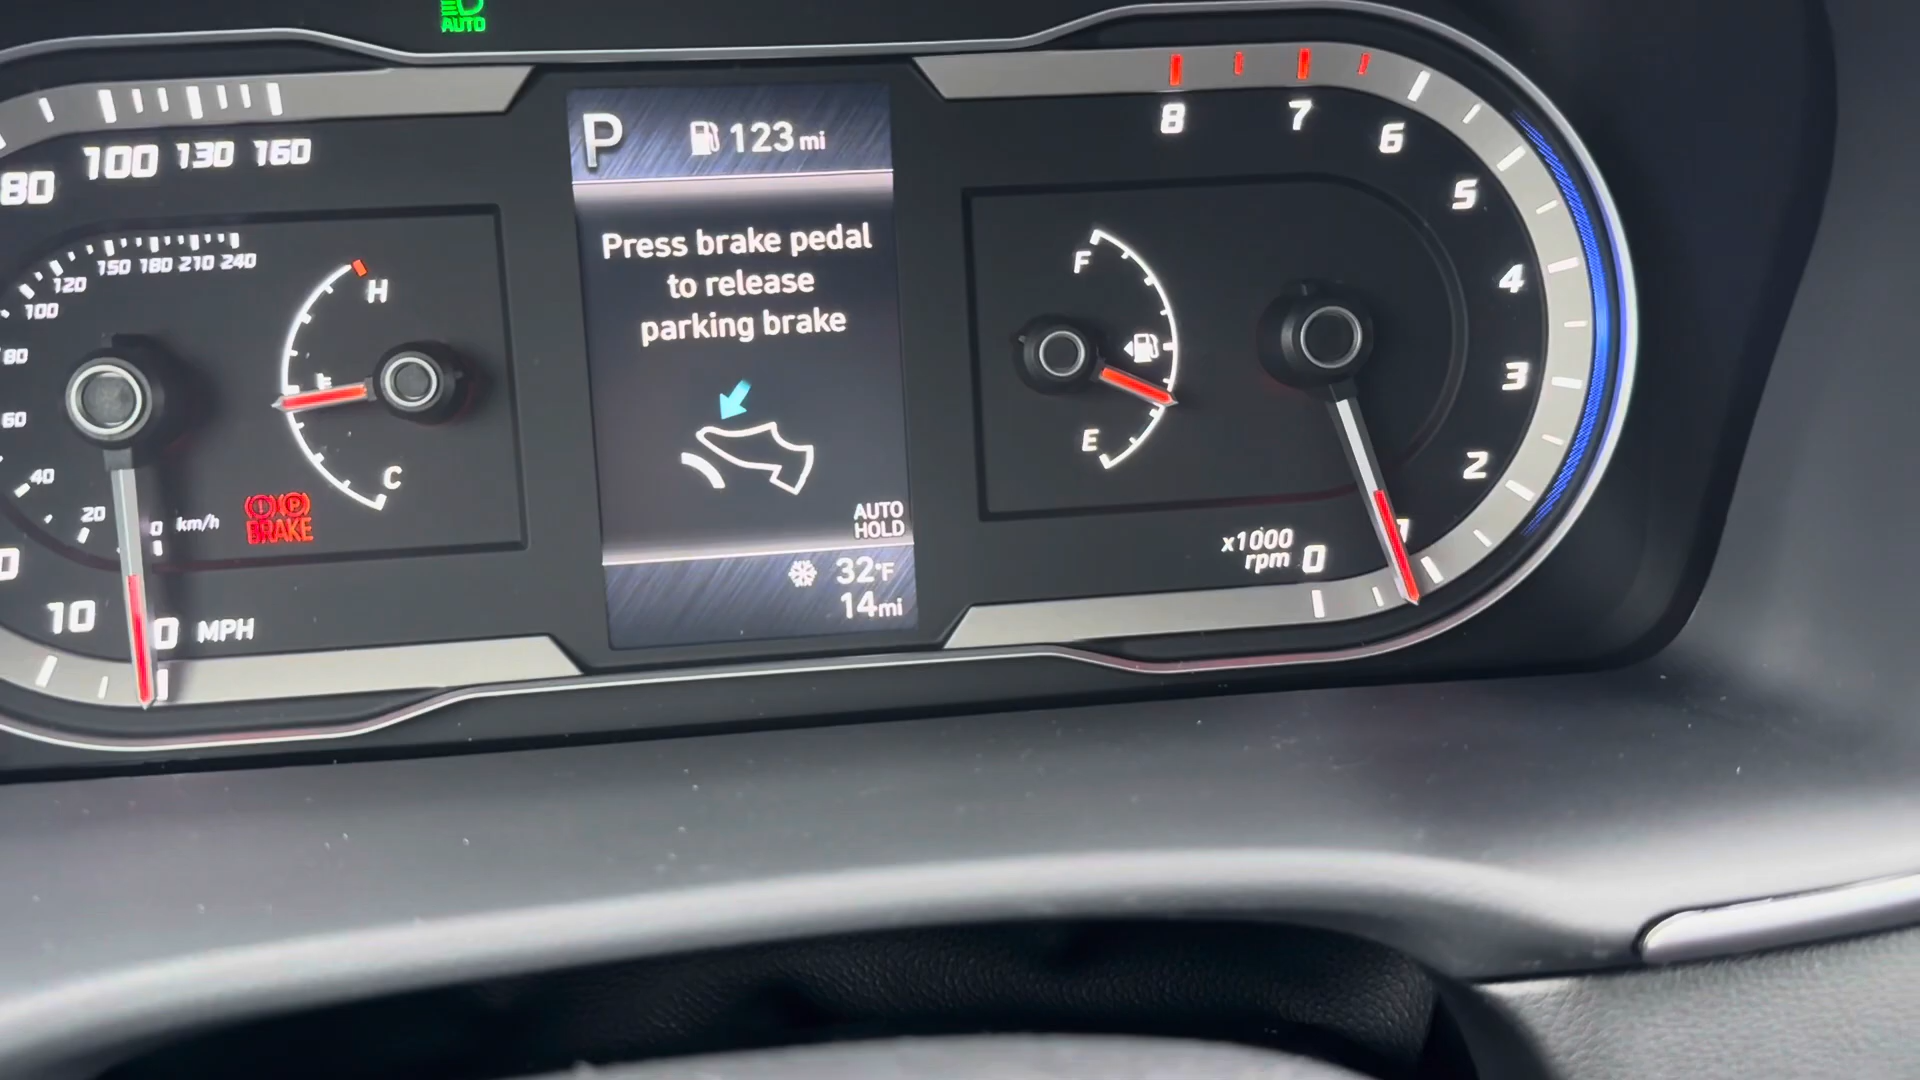 AUTO
80 100 130 160
P 123 mi
8 7 6 5 4 3 2
Press brake pedal
to release
parking brake
150 180 210 240
120
100
80
60
40
20 0 km/h
H
C
F
E
BRAKE
AUTO
HOLD
32°F
14mi
x1000
rpm 0
10 0 MPH